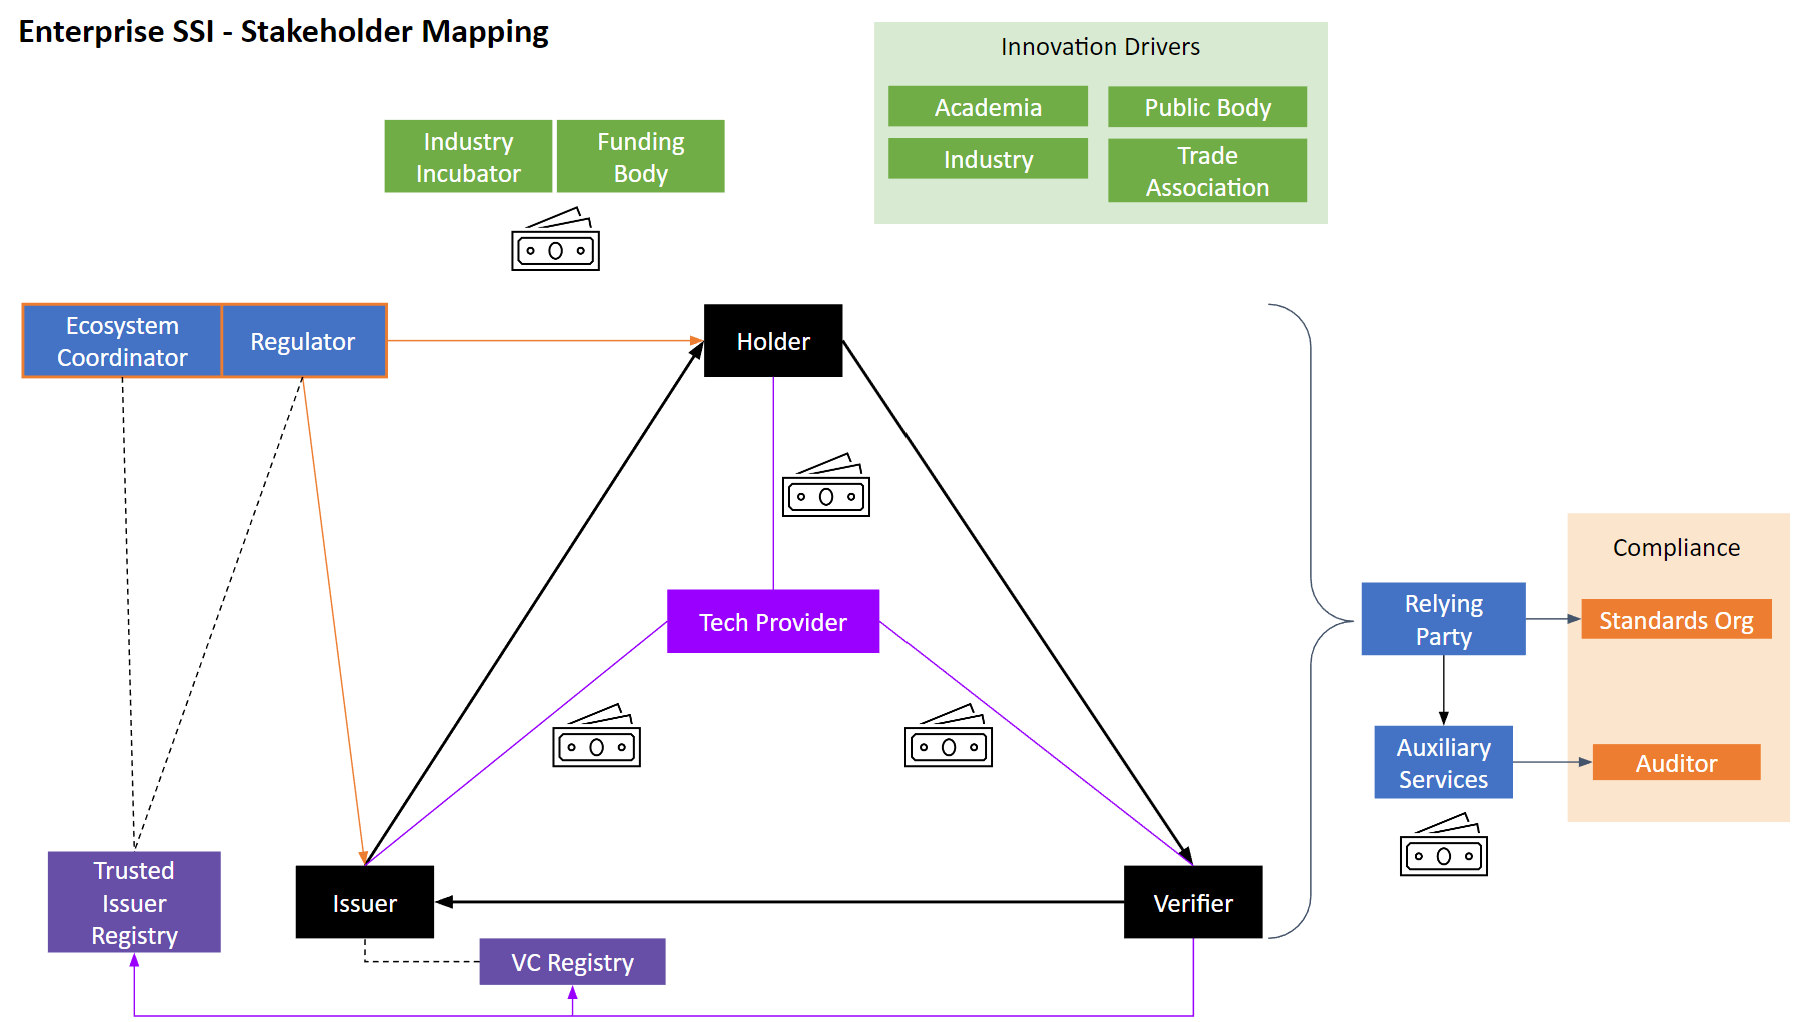 Enterprise SSI - Stakeholder Mapping
Innovation Drivers
Academia
Public Body
Industry
Trade
Association
Industry
Incubator
Funding
Body
Ecosystem
Coordinator
Regulator
Holder
Tech Provider
Compliance
Relying
Party
Standards Org
Auxiliary
Services
Auditor
Trusted
Issuer
Registry
Issuer
Verifier
VC Registry